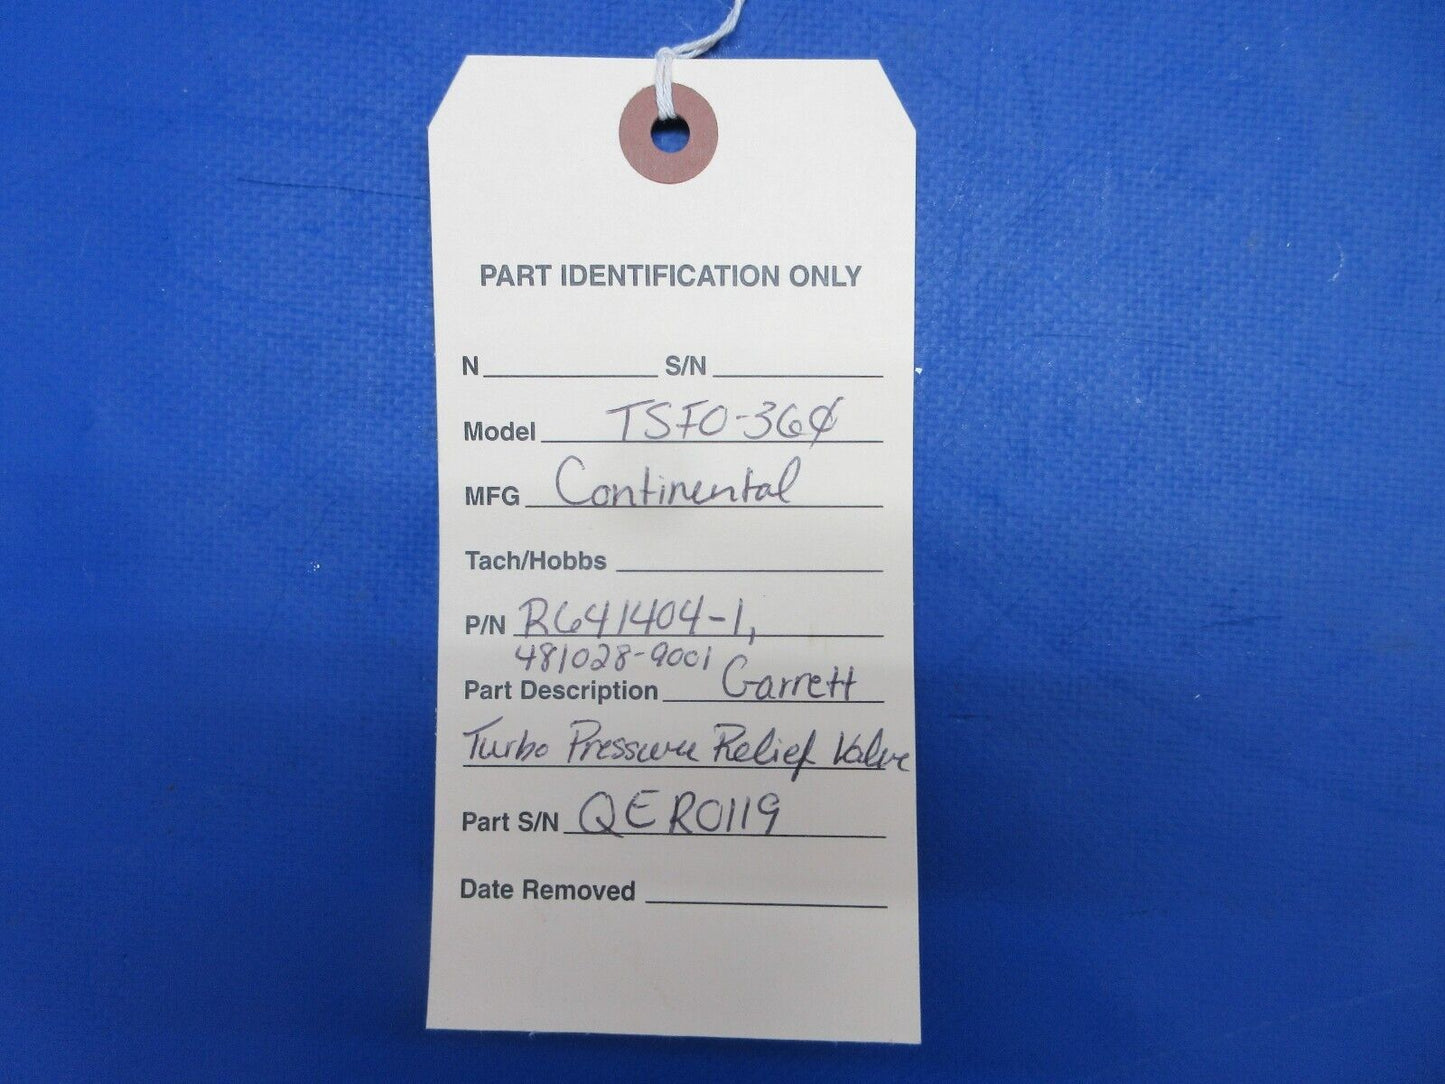 PART IDENTIFICATION ONLY
N S/N
Model TSIO-360
MFG Continental
Tach/Hobbs
P/N R641404-1,
481028-9001
Part Description Garrett
Turbo Pressure Relief Valve
Part S/N QER0119
Date Removed